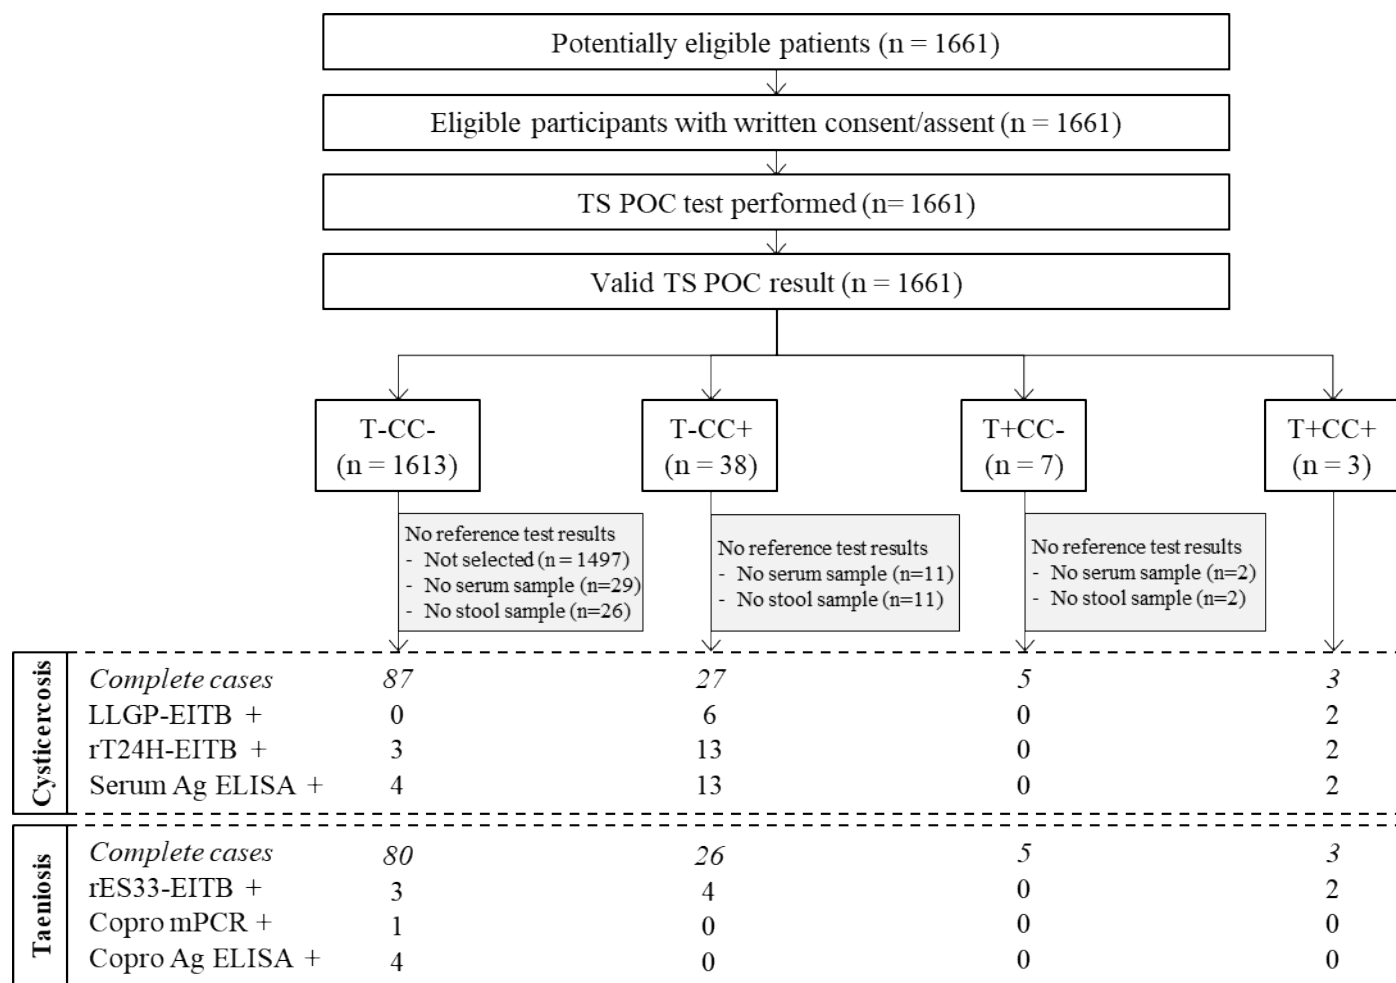 Potentially eligible patients (n = 1661)
Eligible participants with written consent/assent (n = 1661)
TS POC test performed (n= 1661)
Valid TS POC result (n = 1661)
T-CC- T-CC+ T+CC- T+CC+
(n = 1613) (n = 38) (n = 7) (n = 3)
No reference test results
- Not selected (n = 1497)
- No serum sample (n=29)
- No stool sample (n=26)
No reference test results
- No serum sample (n=11)
- No stool sample (n=11)
No reference test results
- No serum sample (n=2)
- No stool sample (n=2)
Cysticercosis
Complete cases 87 27 5 3
LLGP-EITB + 0 6 0 2
rT24H-EITB + 3 13 0 2
Serum Ag ELISA + 4 13 0 2
Taeniosis
Complete cases 80 26 5 3
rES33-EITB + 3 4 0 2
Copro mPCR + 1 0 0 0
Copro Ag ELISA + 4 0 0 0